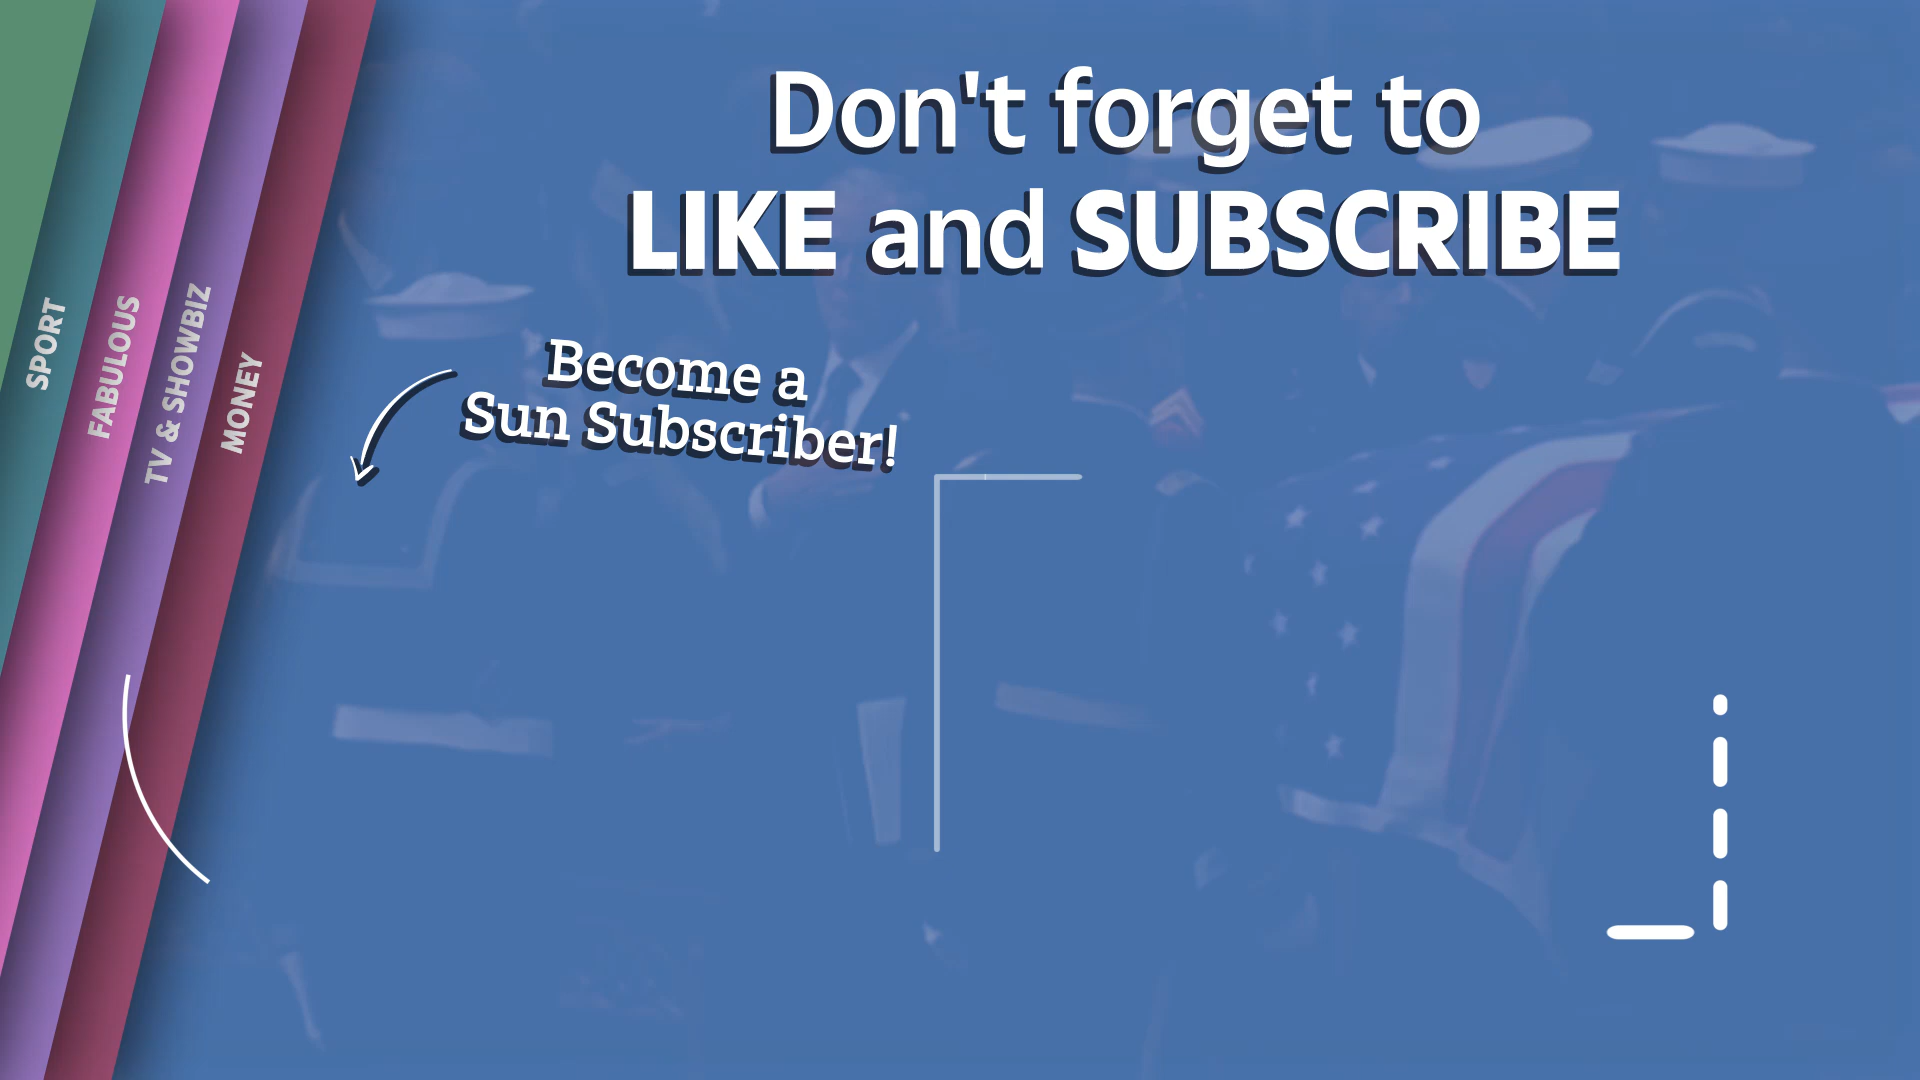 Don't forget to
LIKE and SUBSCRIBE
Become a
Sun Subscriber!
SPORT
FABULOUS
TV & SHOWBIZ
MONEY